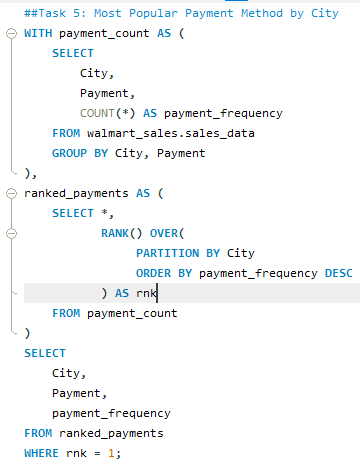 ##Task 5: Most Popular Payment Method by City
WITH payment_count AS (
    SELECT
        City,
        Payment,
        COUNT(*) AS payment_frequency
    FROM walmart_sales.sales_data
    GROUP BY City, Payment
),
ranked_payments AS (
    SELECT *,
           RANK() OVER(
                PARTITION BY City
                ORDER BY payment_frequency DESC
           ) AS rnk
    FROM payment_count
)
SELECT
    City,
    Payment,
    payment_frequency
FROM ranked_payments
WHERE rnk = 1;